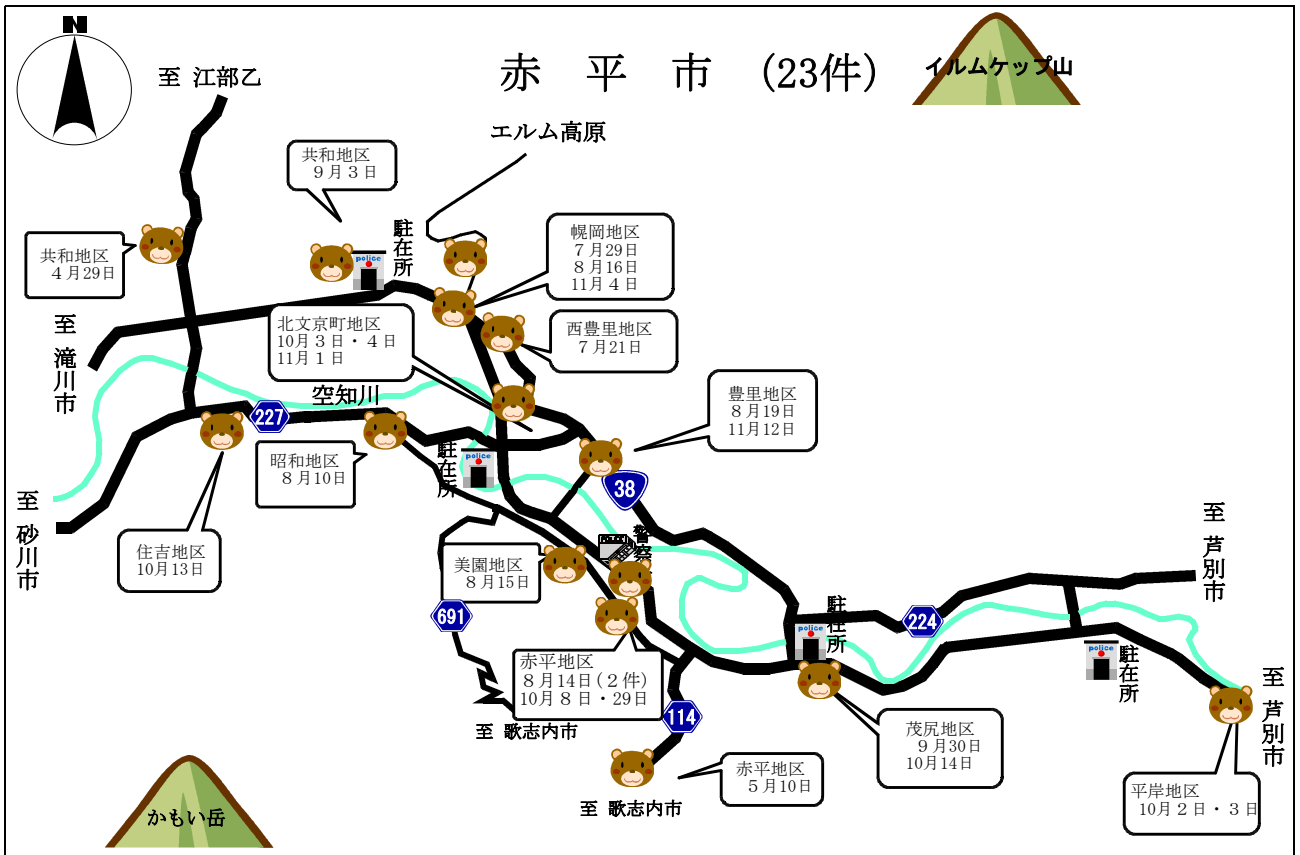 N
赤平市（23件）
イルムケップ山
至 江部乙
エルム高原
共和地区
９月３日
駐在所
police
幌岡地区
７月29日
８月16日
11月４日
共和地区
４月29日
至 滝川市
北文京町地区
10月３日・４日
11月１日
西豊里地区
７月21日
空知川
227
豊里地区
８月19日
11月12日
昭和地区
８月10日
駐在所
police
38
至 砂川市
住吉地区
10月13日
警察
美園地区
８月15日
691
至 芦別市
駐在所
police
224
赤平地区
８月14日(２件)
10月８日・29日
駐在所
police
至 歌志内市
114
茂尻地区
９月30日
10月14日
至 芦別市
赤平地区
５月10日
平岸地区
10月２日・３日
至 歌志内市
かもい岳